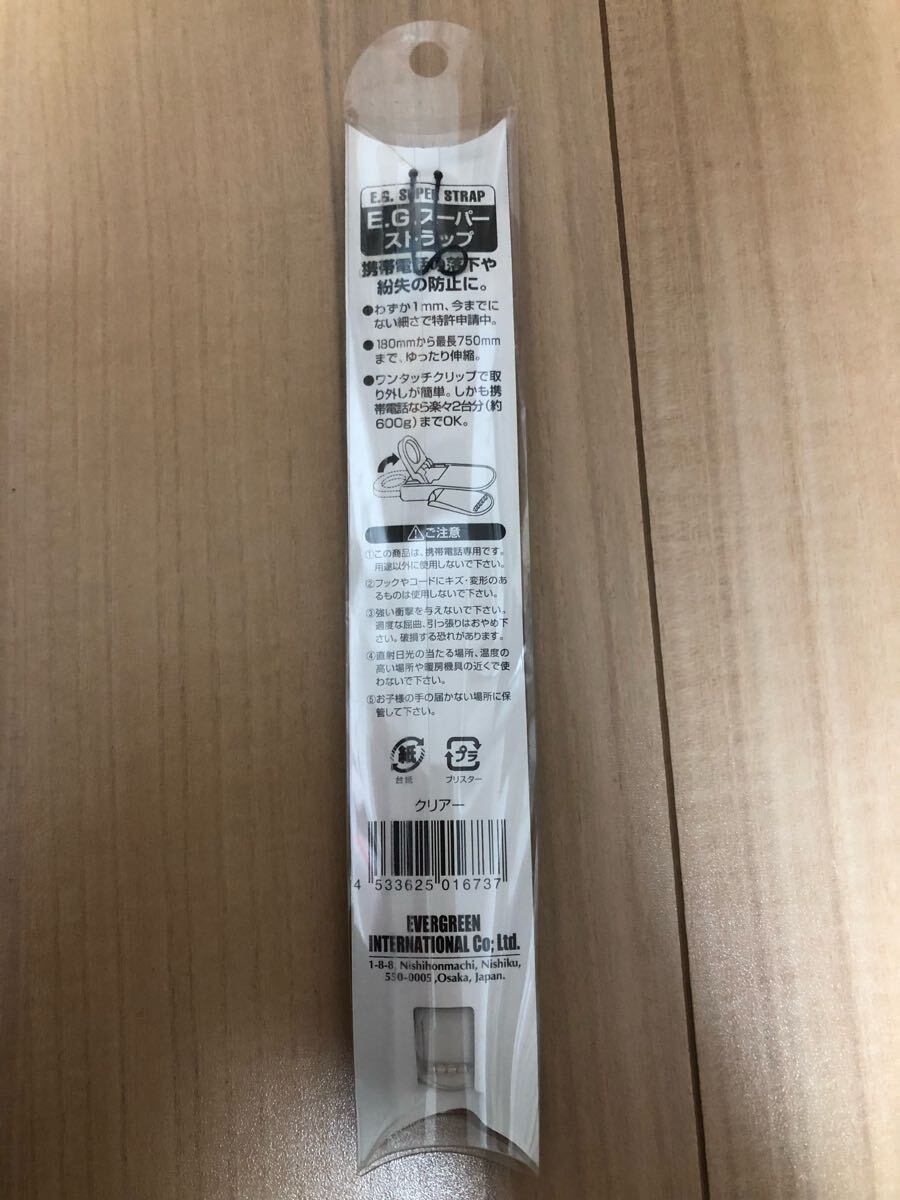 E.G. SUPER STRAP
E.G.スーパー
ストラップ
携帯電話の落下や
紛失の防止に。
●わずか1mm、今までに
ない細さで特許申請中。
●180mmから最長750mm
まで、ゆったり伸縮。
●ワンタッチクリップで取
り外しが簡単。しかも携
帯電話なら楽々2台分(約
600g)までOK。
⚠ご注意
①この商品は、携帯電話専用です。
用途以外に使用しないで下さい。
②フックやコードにキズ・変形のあ
るものは使用しないで下さい。
③強い衝撃を与えないで下さい。
過度な屈曲、引っ張りはおやめ下
さい。破損する恐れがあります。
④直射日光の当たる場所、温度の
高い場所や暖房機具の近くで使
わないで下さい。
⑤お子様の手の届かない場所に保
管して下さい。
紙 プラ
台紙 ブリスター
クリアー
4 533625 016737
EVERGREEN
INTERNATIONAL Co; Ltd.
1-8-8, Nishihonmachi, Nishiku,
550-0005 ,Osaka, Japan.